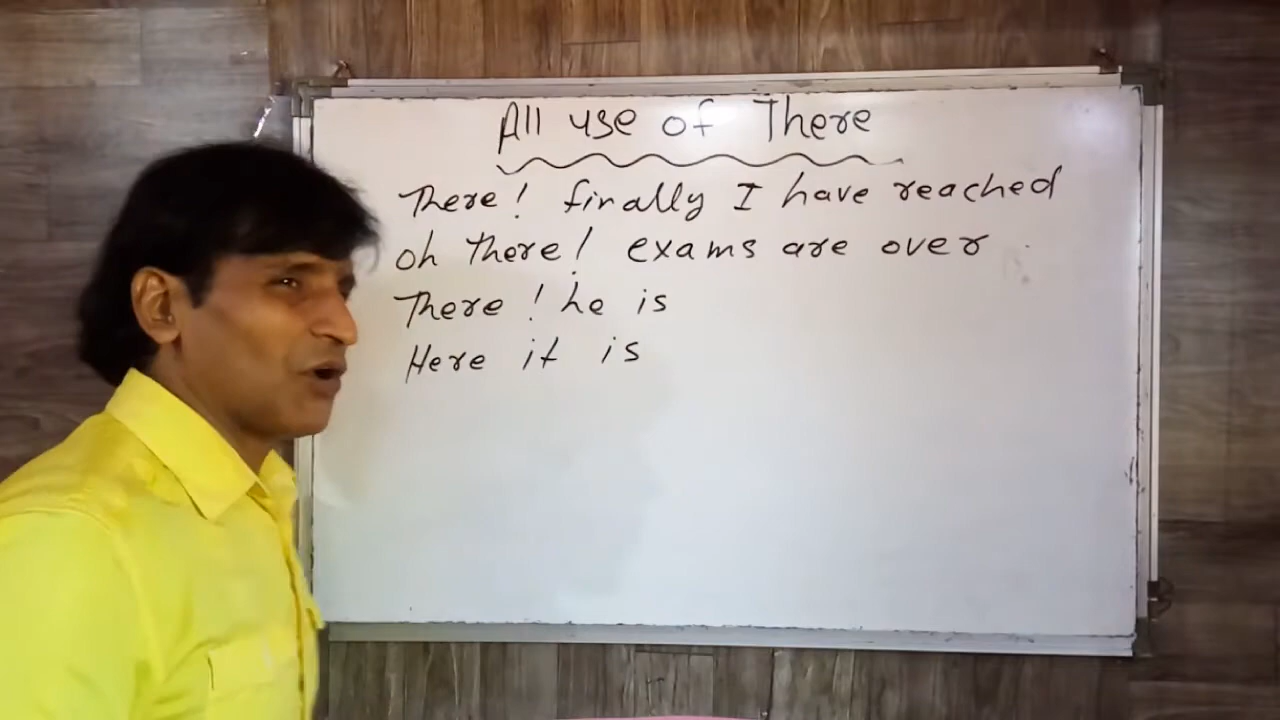 All use of There
There! finally I have reached
oh there! exams are over
There! he is
Here it is